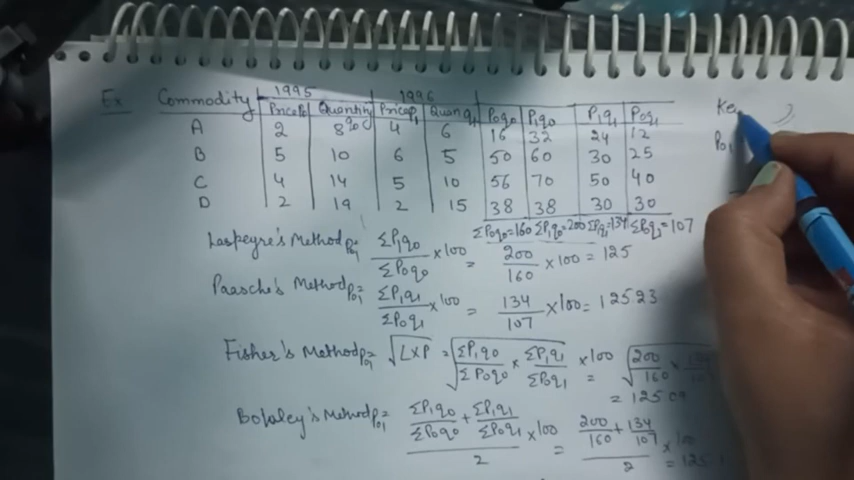 Ex Commodity 1995 1996
Price P0 Quantity q0 Price P1 Quan q1 P0q0 P1q0 P1q1 P0q1
A 2 8 4 6 16 32 24 12
B 5 10 6 5 50 60 30 25
C 4 14 5 10 56 70 50 40
D 2 19 2 15 38 38 30 30
ΣP0q0=160 ΣP1q0=200 ΣP1q1=134 ΣP0q1=107
Laspeyre's Method P01 = ΣP1q0/ΣP0q0 × 100 = 200/160 × 100 = 125
Paasche's Method P01 = ΣP1q1/ΣP0q1 × 100 = 134/107 × 100 = 125.23
Fisher's Method P01 = √L×P = √ΣP1q0/ΣP0q0 × ΣP1q1/ΣP0q1 × 100 = √200/160 ×
= 125.09
Method P01 = ΣP1q0/ΣP0q0 + ΣP1q1/ΣP0q1 / 2 × 100 = 200/160 + 134/107 / 2 × 100
Ke
P01